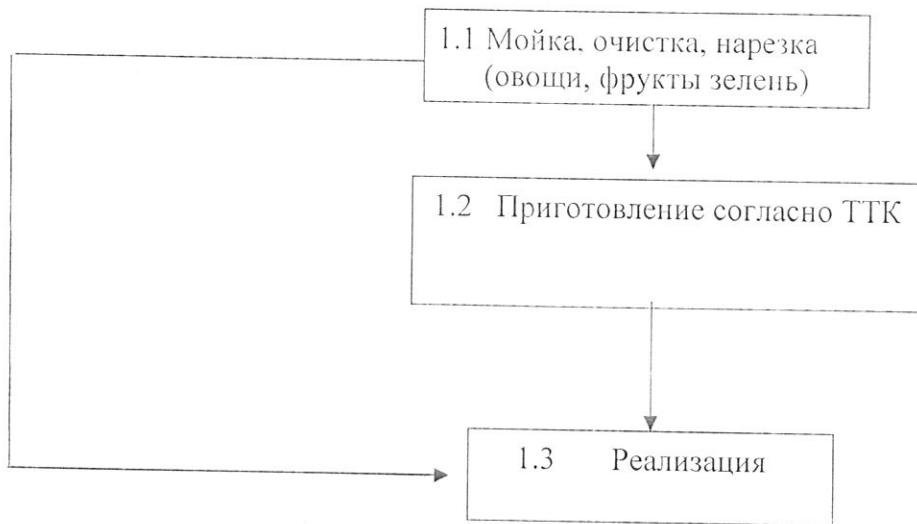 1.1 Мойка, очистка, нарезка
(овощи, фрукты зелень)
1.2 Приготовление согласно ТТК
1.3 Реализация